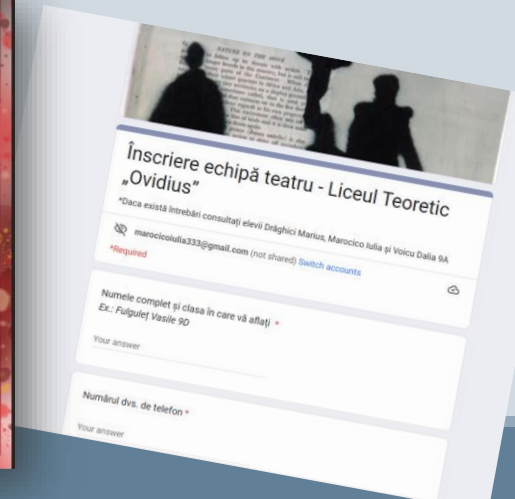 Înscriere echipă teatru - Liceul Teoretic
„Ovidius”
*Daca există întrebări consultați elevii Drăghici Marius, Marocico Iulia și Voicu Dalia 9A
marocicoiulia333@gmail.com (not shared) Switch accounts
*Required
Numele complet și clasa în care vă aflați *
Ex.: Fulguleț Vasile 9D
Your answer
Numărul dvs. de telefon *
Your answer